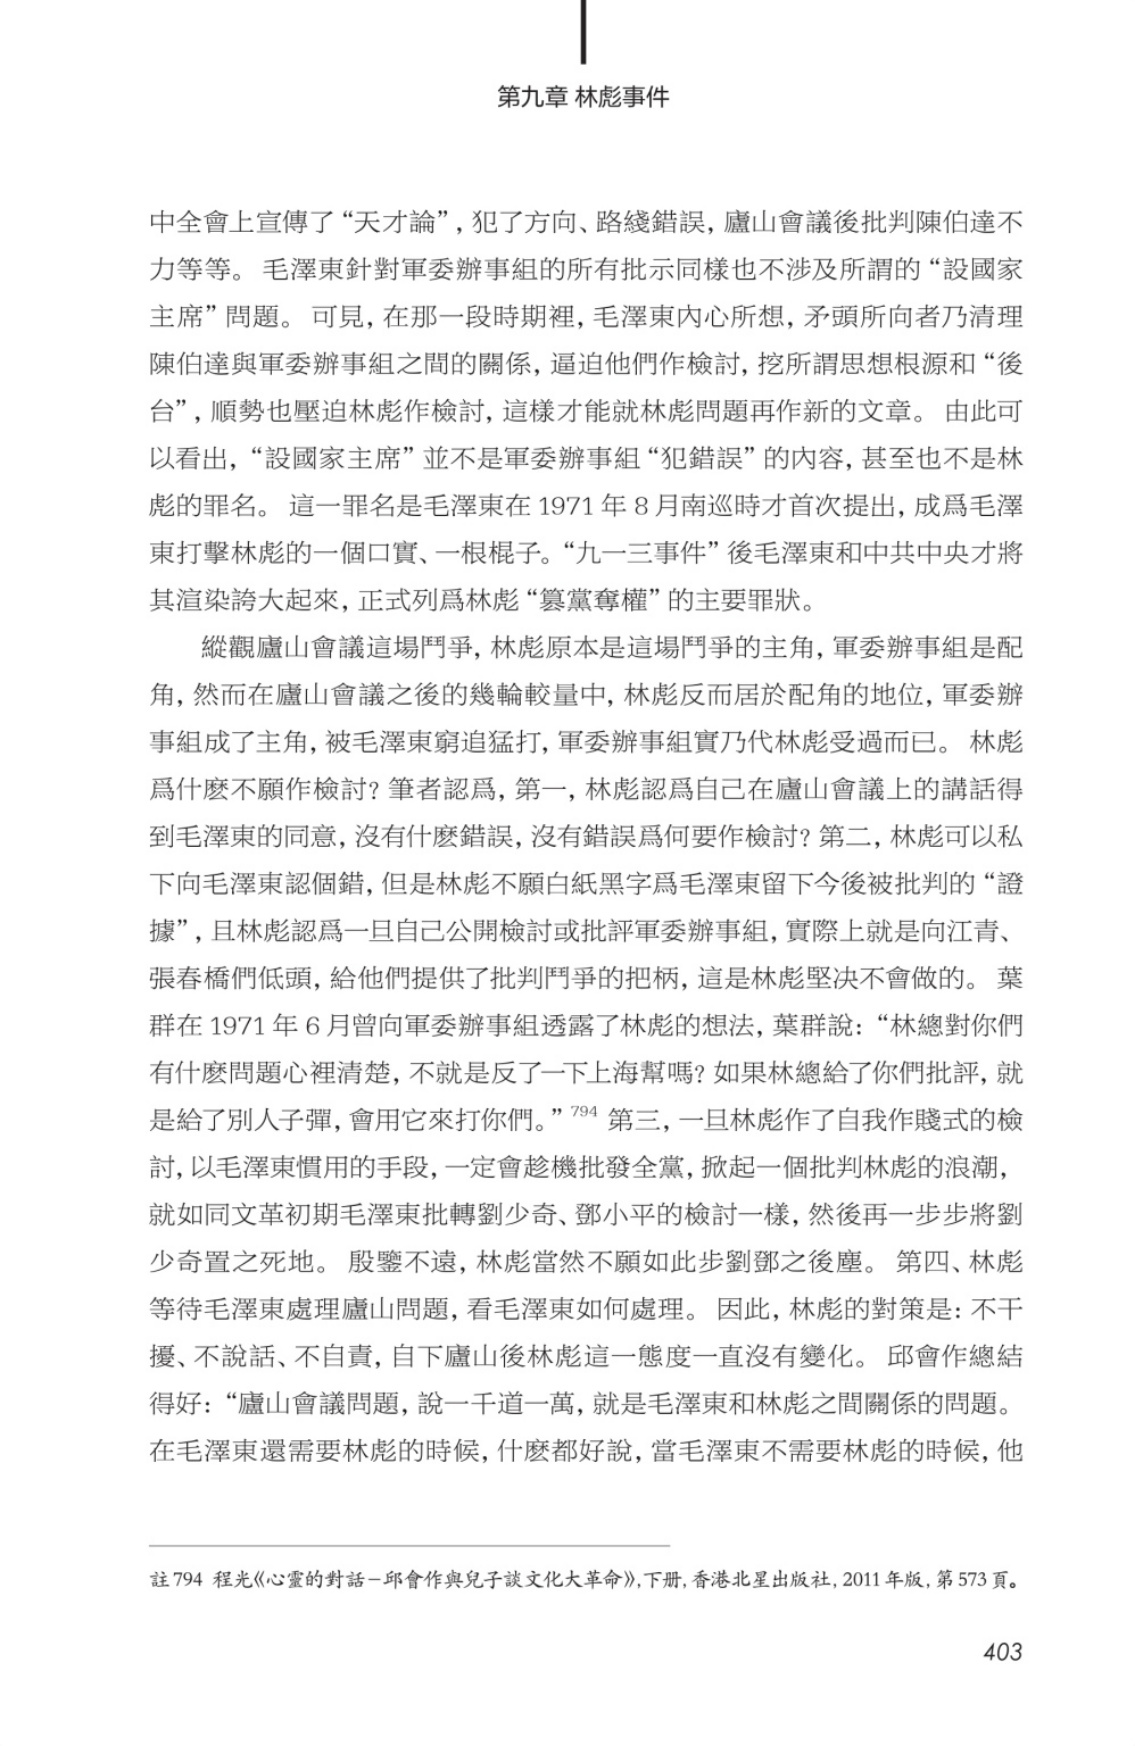 第九章 林彪事件
中全會上宣傳了“天才論”,犯了方向、路綫錯誤,廬山會議後批判陳伯達不
力等等。毛澤東針對軍委辦事組的所有批示同樣也不涉及所謂的“設國家
主席”問題。可見,在那一段時期裡,毛澤東內心所想,矛頭所向者乃清理
陳伯達與軍委辦事組之間的關係,逼迫他們作檢討,挖所謂思想根源和“後
台”,順勢也壓迫林彪作檢討,這樣才能就林彪問題再作新的文章。由此可
以看出,“設國家主席”並不是軍委辦事組“犯錯誤”的內容,甚至也不是林
彪的罪名。這一罪名是毛澤東在1971年8月南巡時才首次提出,成爲毛澤
東打擊林彪的一個口實、一根棍子。“九一三事件”後毛澤東和中共中央才將
其渲染誇大起來,正式列爲林彪“篡黨奪權”的主要罪狀。
縱觀廬山會議這場鬥爭,林彪原本是這場鬥爭的主角,軍委辦事組是配
角,然而在廬山會議之後的幾輪較量中,林彪反而居於配角的地位,軍委辦
事組成了主角,被毛澤東窮追猛打,軍委辦事組實乃代林彪受過而已。林彪
爲什麽不願作檢討?筆者認爲,第一,林彪認爲自己在廬山會議上的講話得
到毛澤東的同意,沒有什麽錯誤,沒有錯誤爲何要作檢討?第二,林彪可以私
下向毛澤東認個錯,但是林彪不願白紙黑字爲毛澤東留下今後被批判的“證
據”,且林彪認爲一旦自己公開檢討或批評軍委辦事組,實際上就是向江青、
張春橋們低頭,給他們提供了批判鬥爭的把柄,這是林彪堅決不會做的。葉
群在1971年6月曾向軍委辦事組透露了林彪的想法,葉群說:“林總對你們
有什麽問題心裡清楚,不就是反了一下上海幫嗎?如果林總給了你們批評,就
是給了別人子彈,會用它來打你們。”794 第三,一旦林彪作了自我作賤式的檢
討,以毛澤東慣用的手段,一定會趁機批發全黨,掀起一個批判林彪的浪潮,
就如同文革初期毛澤東批轉劉少奇、鄧小平的檢討一樣,然後再一步步將劉
少奇置之死地。殷鑒不遠,林彪當然不願如此步劉鄧之後塵。第四、林彪
等待毛澤東處理廬山問題,看毛澤東如何處理。因此,林彪的對策是:不干
擾、不說話、不自責,自下廬山後林彪這一態度一直沒有變化。邱會作總結
得好:“廬山會議問題,說一千道一萬,就是毛澤東和林彪之間關係的問題。
在毛澤東還需要林彪的時候,什麽都好說,當毛澤東不需要林彪的時候,他
註794 程光《心靈的對話－邱會作與兒子談文化大革命》,下册,香港北星出版社,2011年版,第573頁。
403